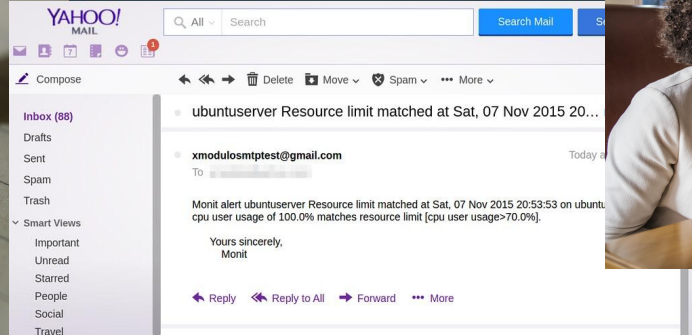 YAHOO!
MAIL
All
Search
Search Mail
7
1
Compose
Delete
Move
Spam
More
Inbox (88)
Drafts
Sent
Spam
Trash
Smart Views
Important
Unread
Starred
People
Social
Travel
ubuntuserver Resource limit matched at Sat, 07 Nov 2015 20...
xmodulosmtptest@gmail.com
Today
To
Monit alert ubuntuserver Resource limit matched at Sat, 07 Nov 2015 20:53:53 on
cpu user usage of 100.0% matches resource limit [cpu user usage>70.0%].
Yours sincerely,
Monit
Reply
Reply to All
Forward
More